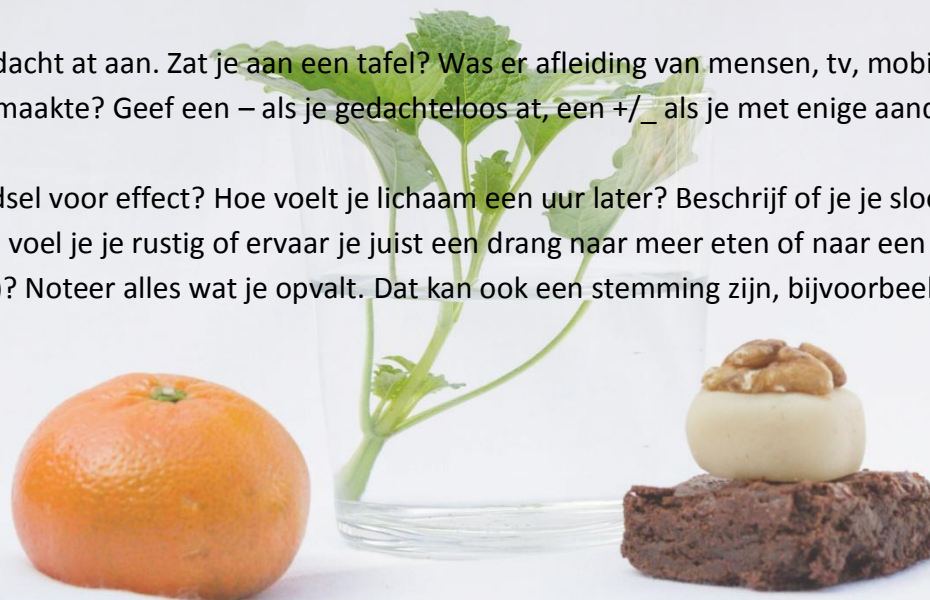 dacht at aan. Zat je aan een tafel? Was er afleiding van mensen, tv, mobi
maakte? Geef een – als je gedachteloos at, een +/_ als je met enige aand
dsel voor effect? Hoe voelt je lichaam een uur later? Beschrijf of je je sloe
voel je je rustig of ervaar je juist een drang naar meer eten of naar een
)? Noteer alles wat je opvalt. Dat kan ook een stemming zijn, bijvoorbeel